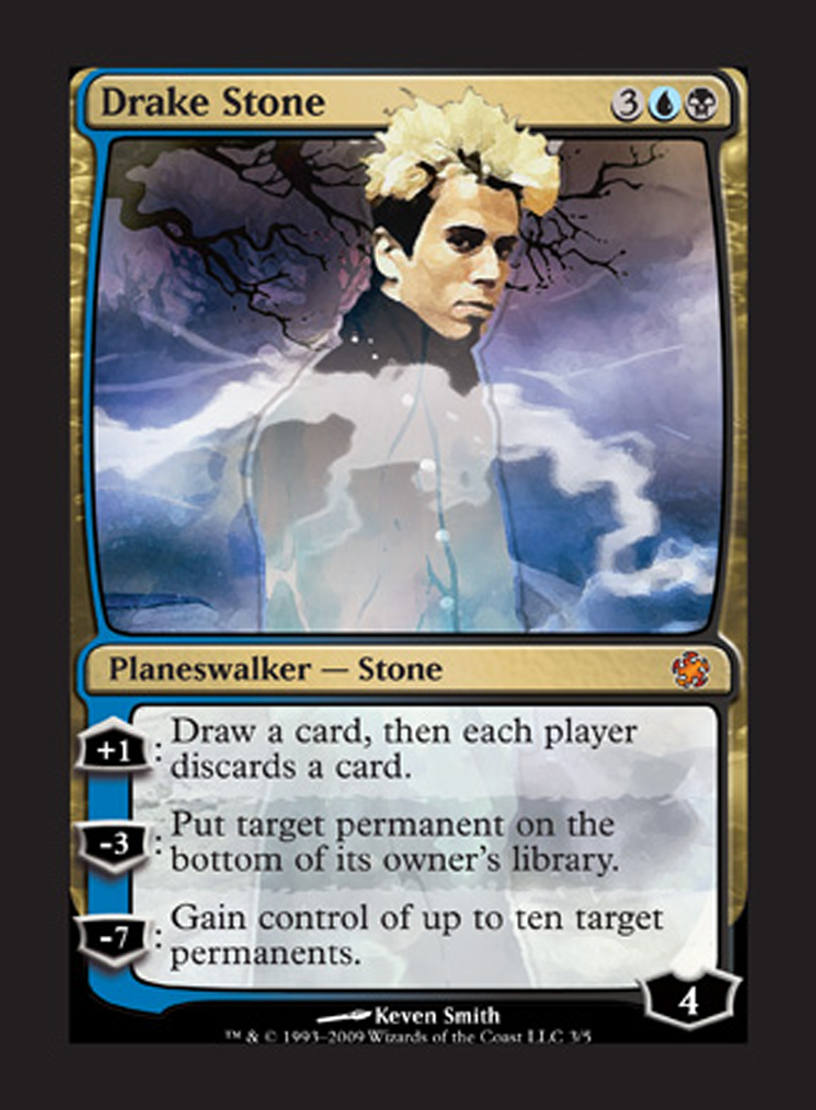 Drake Stone 3
Planeswalker — Stone
+1 : Draw a card, then each player
discards a card.
-3 : Put target permanent on the
bottom of its owner's library.
-7 : Gain control of up to ten target
permanents.
4
Keven Smith
™ & © 1993–2009 Wizards of the Coast LLC 3/5